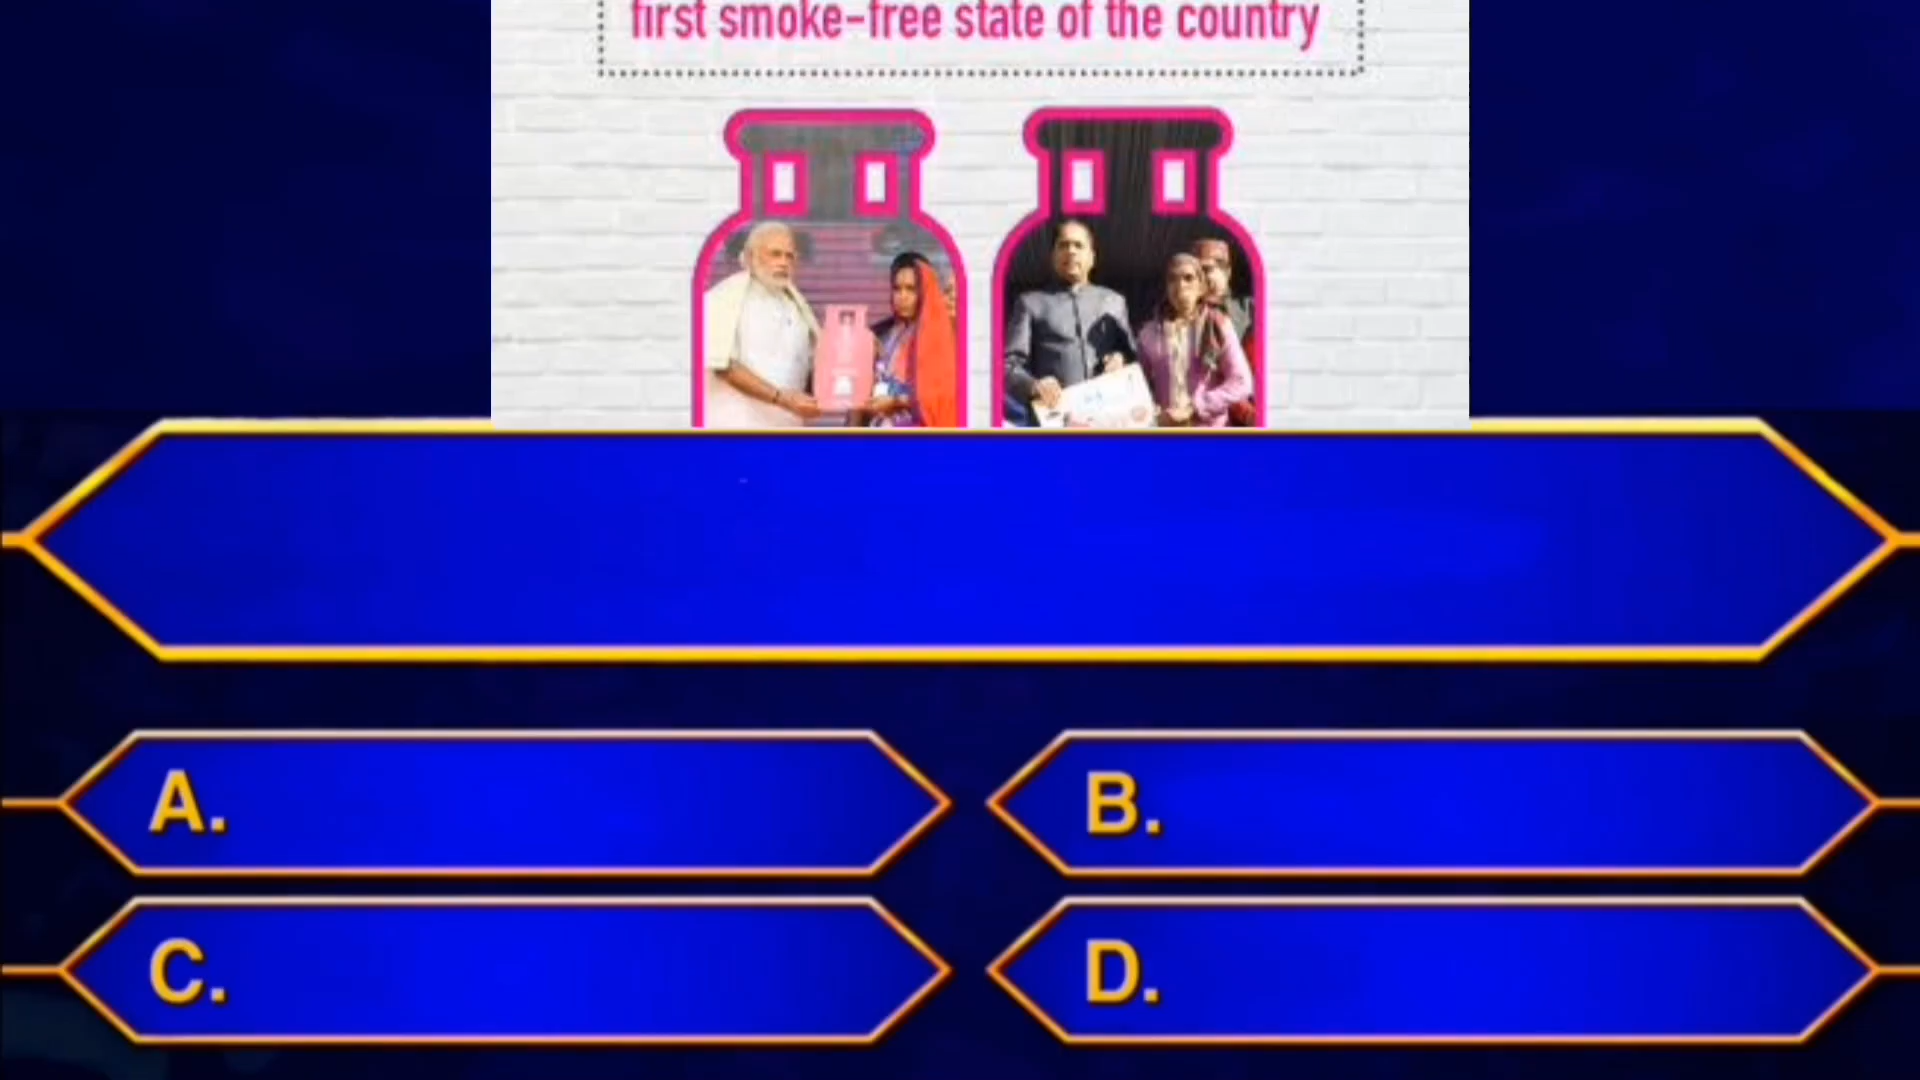 first smoke-free state of the country
A.
B.
C.
D.